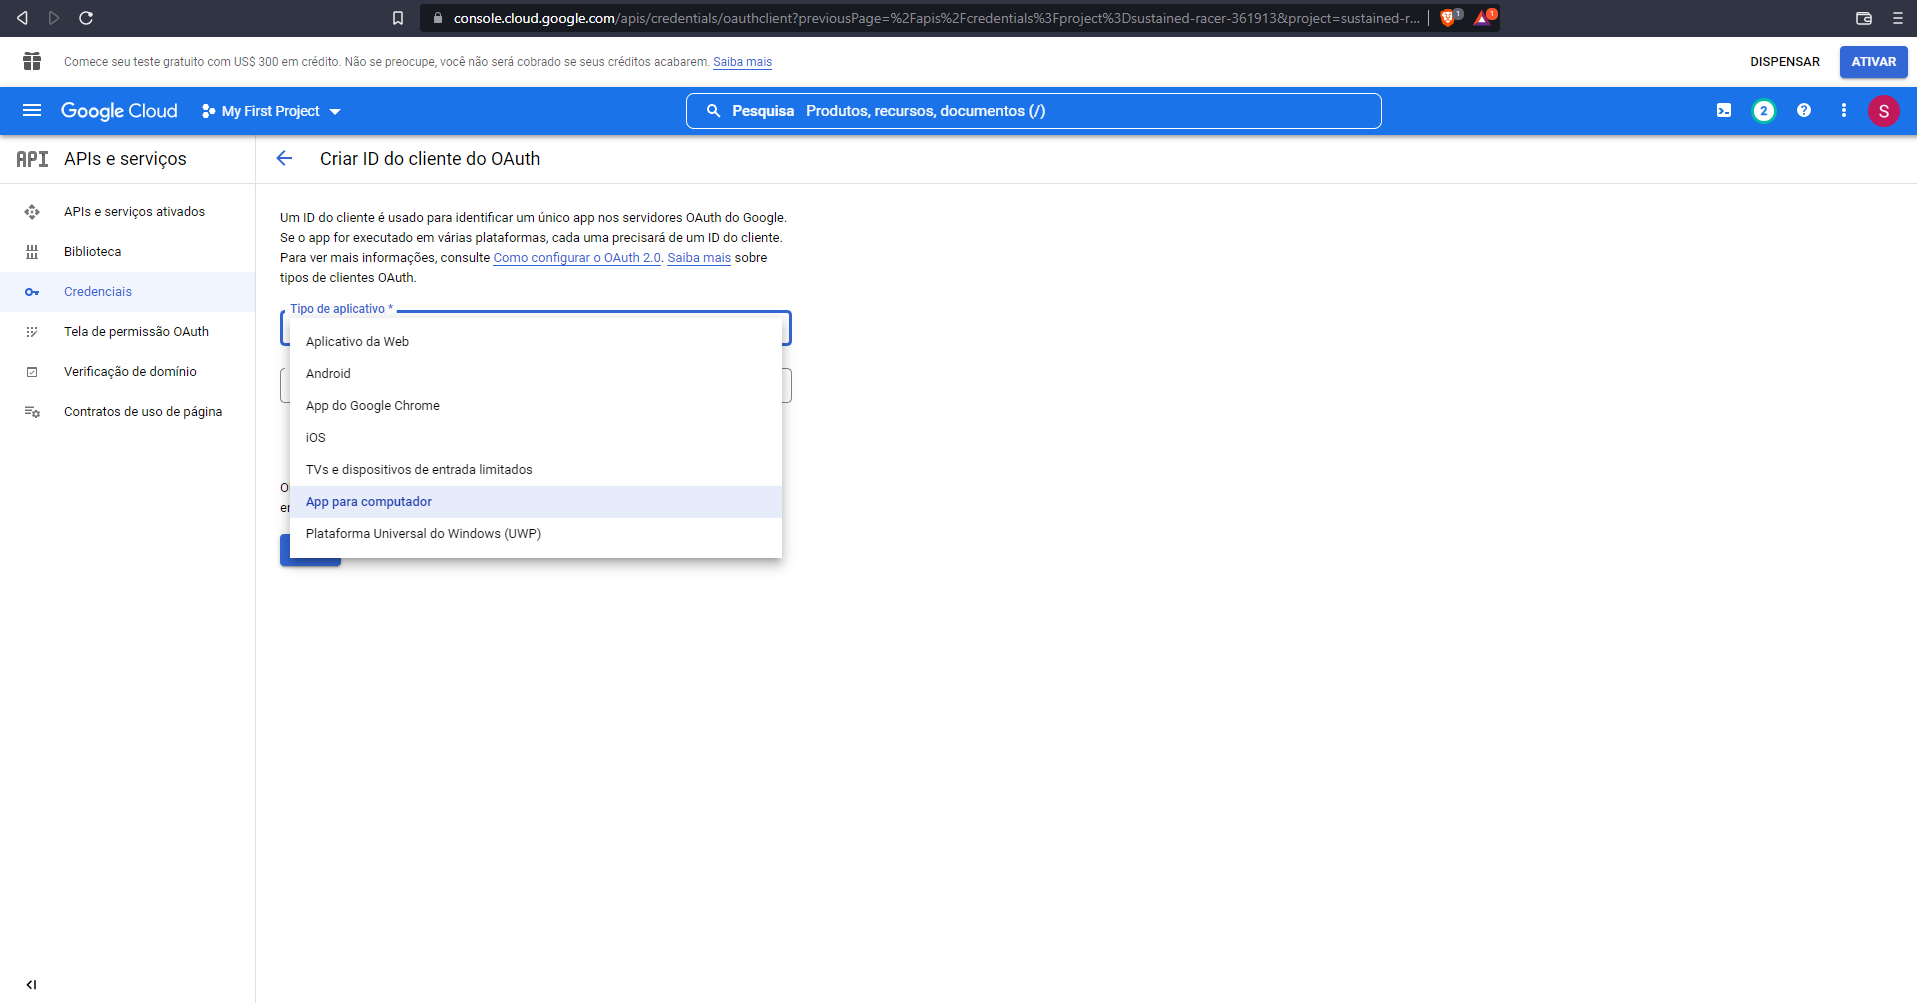 console.cloud.google.com/apis/credentials/oauthclient?previousPage=%2Fapis%2Fcredentials%3Fproject%3Dsustained-racer-361913&project=sustained-r...
1
1
Comece seu teste gratuito com US$ 300 em crédito. Não se preocupe, você não será cobrado se seus créditos acabarem. Saiba mais
DISPENSAR
ATIVAR
Google Cloud
My First Project
Pesquisa Produtos, recursos, documentos (/)
2
S
API APIs e serviços
Criar ID do cliente do OAuth
APIs e serviços ativados
Biblioteca
Credenciais
Tela de permissão OAuth
Verificação de domínio
Contratos de uso de página
Um ID do cliente é usado para identificar um único app nos servidores OAuth do Google.
Se o app for executado em várias plataformas, cada uma precisará de um ID do cliente.
Para ver mais informações, consulte Como configurar o OAuth 2.0. Saiba mais sobre
tipos de clientes OAuth.
Tipo de aplicativo *
Aplicativo da Web
Android
App do Google Chrome
iOS
TVs e dispositivos de entrada limitados
App para computador
Plataforma Universal do Windows (UWP)